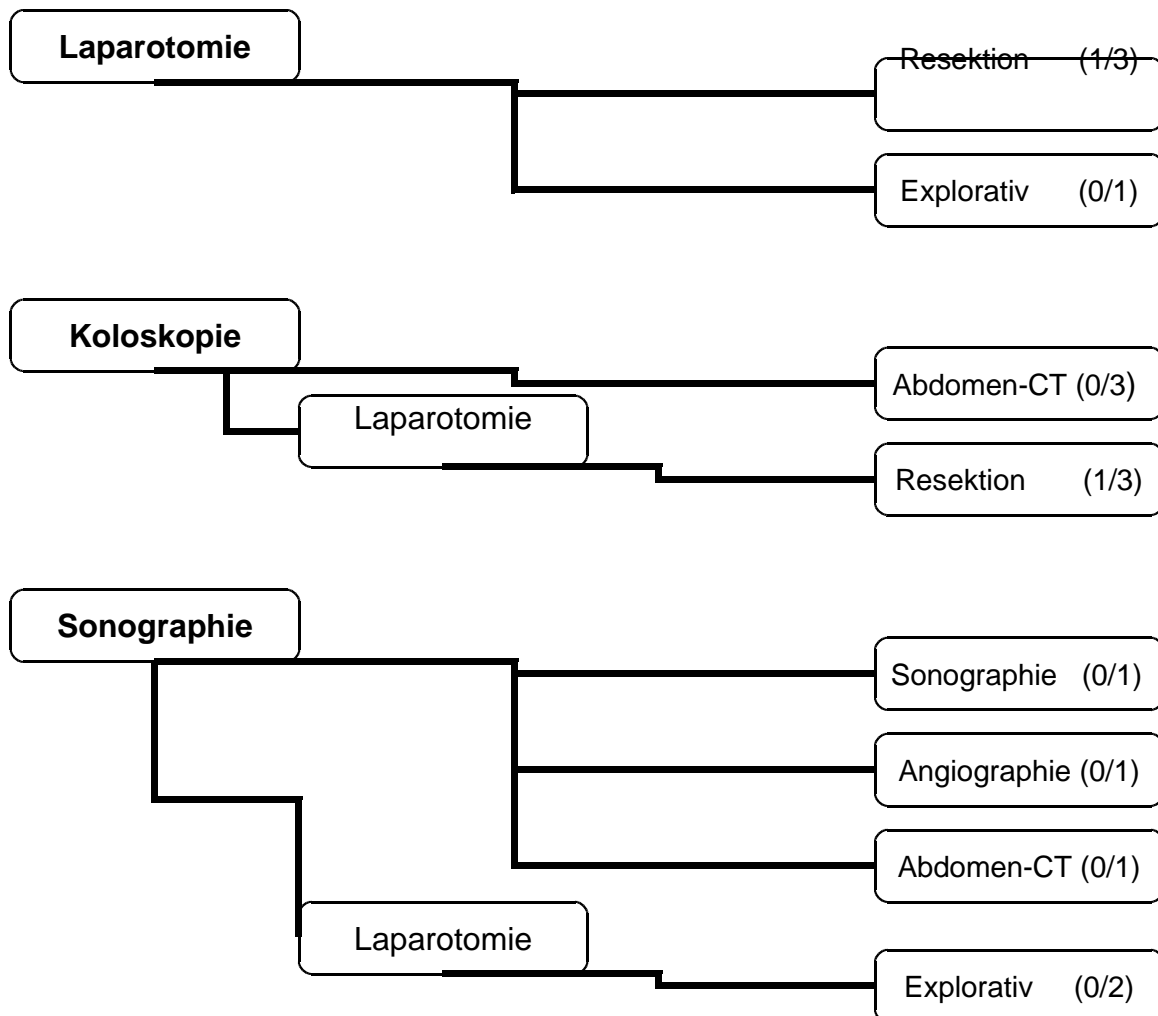 Laparotomie
Resektion (1/3)
Explorativ (0/1)
Koloskopie
Abdomen-CT (0/3)
Laparotomie
Resektion (1/3)
Sonographie
Sonographie (0/1)
Angiographie (0/1)
Abdomen-CT (0/1)
Laparotomie
Explorativ (0/2)